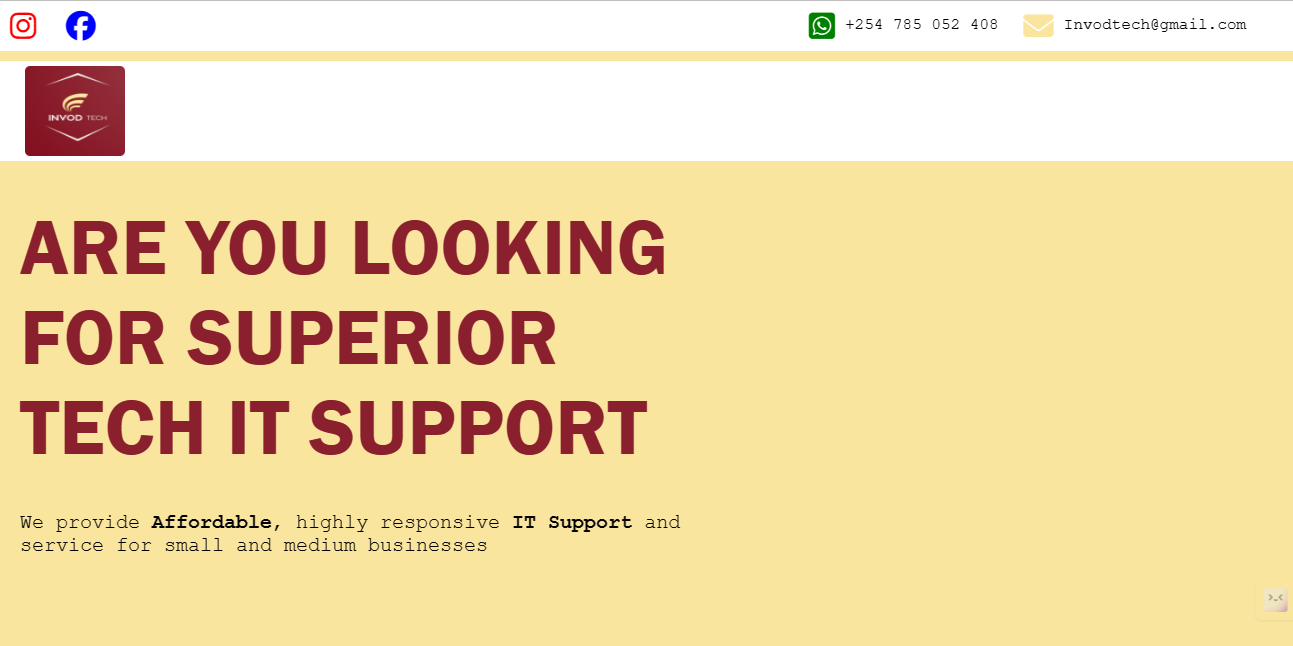 +254 785 052 408 Invodtech@gmail.com
INVOD TECH
ARE YOU LOOKING
FOR SUPERIOR
TECH IT SUPPORT
We provide Affordable, highly responsive IT Support and
service for small and medium businesses